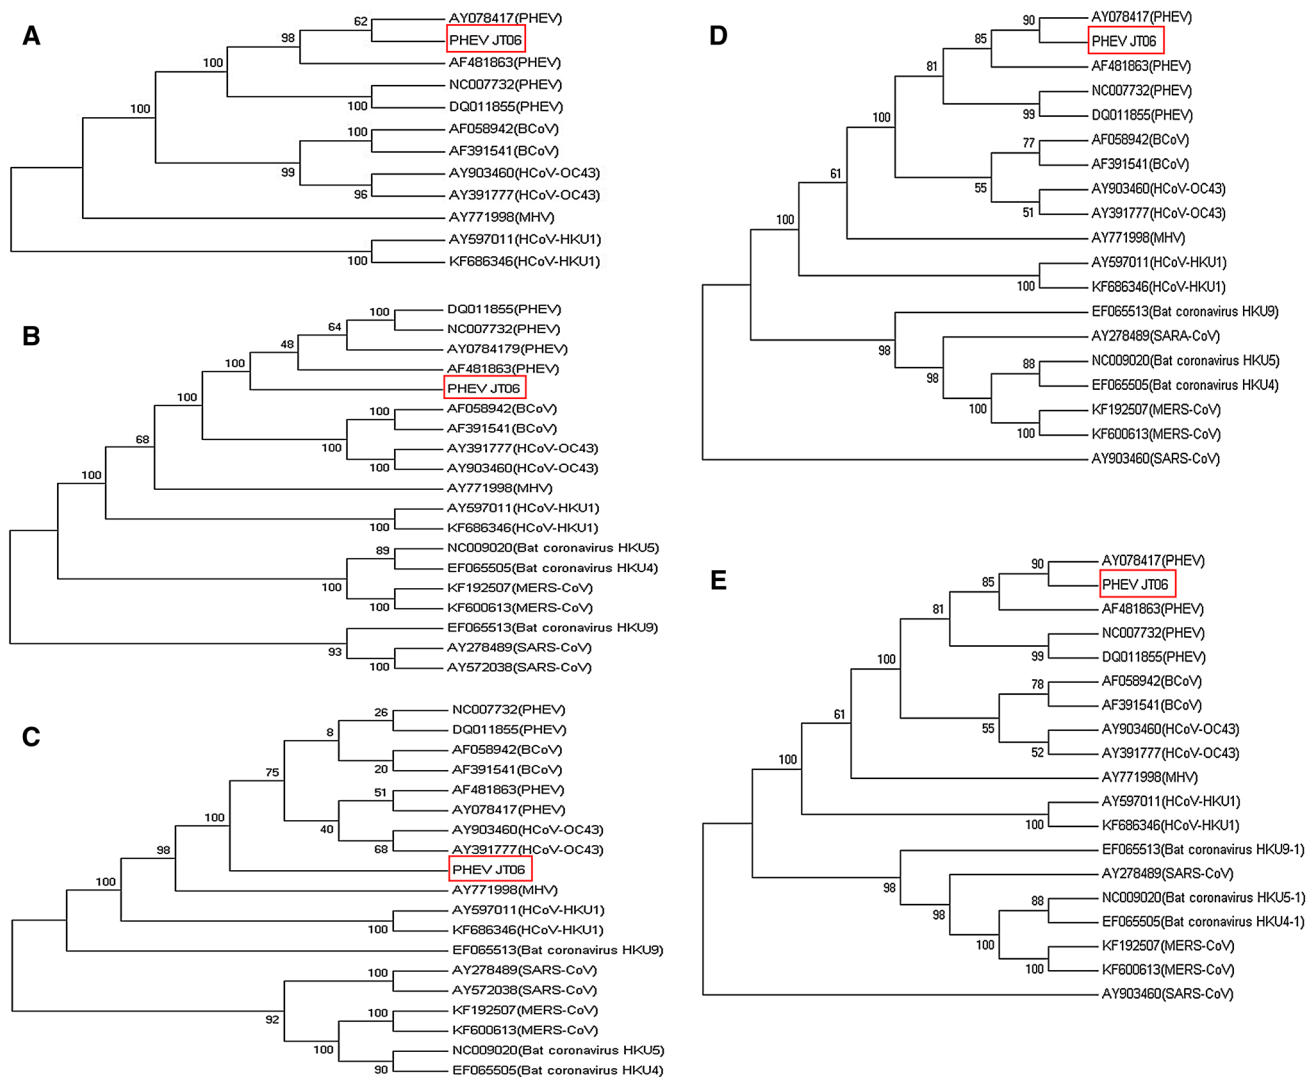 A
62
AY078417(PHEV)
PHEV JT06
98
AF481863(PHEV)
100
NC007732(PHEV)
100
DQ011855(PHEV)
100
AF058942(BCoV)
100
AF391541(BCoV)
99
AY903460(HCoV-OC43)
96
AY391777(HCoV-OC43)
AY771998(MHV)
AY597011(HCoV-HKU1)
100
KF686346(HCoV-HKU1)
B
100
DQ011855(PHEV)
64
NC007732(PHEV)
48
AY0784179(PHEV)
100
AF481863(PHEV)
PHEV JT06
100
100
AF058942(BCoV)
AF391541(BCoV)
68
100
AY391777(HCoV-OC43)
100
AY903460(HCoV-OC43)
100
AY771998(MHV)
AY597011(HCoV-HKU1)
100
KF686346(HCoV-HKU1)
89
NC009020(Bat coronavirus HKU5)
EF065505(Bat coronavirus HKU4)
100
KF192507(MERS-CoV)
100
KF600613(MERS-CoV)
EF065513(Bat coronavirus HKU9)
93
AY278489(SARS-CoV)
100
AY572038(SARS-CoV)
C
26
NC007732(PHEV)
8
DQ011855(PHEV)
AF058942(BCoV)
75
20
AF391541(BCoV)
51
AF481863(PHEV)
100
40
AY078417(PHEV)
AY903460(HCoV-OC43)
98
68
AY391777(HCoV-OC43)
PHEV JT06
100
AY771998(MHV)
AY597011(HCoV-HKU1)
100
KF686346(HCoV-HKU1)
EF065513(Bat coronavirus HKU9)
100
AY278489(SARS-CoV)
AY572038(SARS-CoV)
92
100
KF192507(MERS-CoV)
KF600613(MERS-CoV)
100
NC009020(Bat coronavirus HKU5)
90
EF065505(Bat coronavirus HKU4)
D
90
AY078417(PHEV)
85
PHEV JT06
81
AF481863(PHEV)
NC007732(PHEV)
99
DQ011855(PHEV)
100
77
AF058942(BCoV)
AF391541(BCoV)
61
55
AY903460(HCoV-OC43)
51
AY391777(HCoV-OC43)
100
AY771998(MHV)
AY597011(HCoV-HKU1)
100
KF686346(HCoV-HKU1)
EF065513(Bat coronavirus HKU9)
98
AY278489(SARA-CoV)
98
88
NC009020(Bat coronavirus HKU5)
EF065505(Bat coronavirus HKU4)
100
KF192507(MERS-CoV)
100
KF600613(MERS-CoV)
AY903460(SARS-CoV)
E
90
AY078417(PHEV)
85
PHEV JT06
81
AF481863(PHEV)
NC007732(PHEV)
99
DQ011855(PHEV)
100
78
AF058942(BCoV)
AF391541(BCoV)
61
55
AY903460(HCoV-OC43)
52
AY391777(HCoV-OC43)
100
AY771998(MHV)
AY597011(HCoV-HKU1)
100
KF686346(HCoV-HKU1)
EF065513(Bat coronavirus HKU9-1)
98
AY278489(SARS-CoV)
98
88
NC009020(Bat coronavirus HKU5-1)
EF065505(Bat coronavirus HKU4-1)
100
KF192507(MERS-CoV)
100
KF600613(MERS-CoV)
AY903460(SARS-CoV)